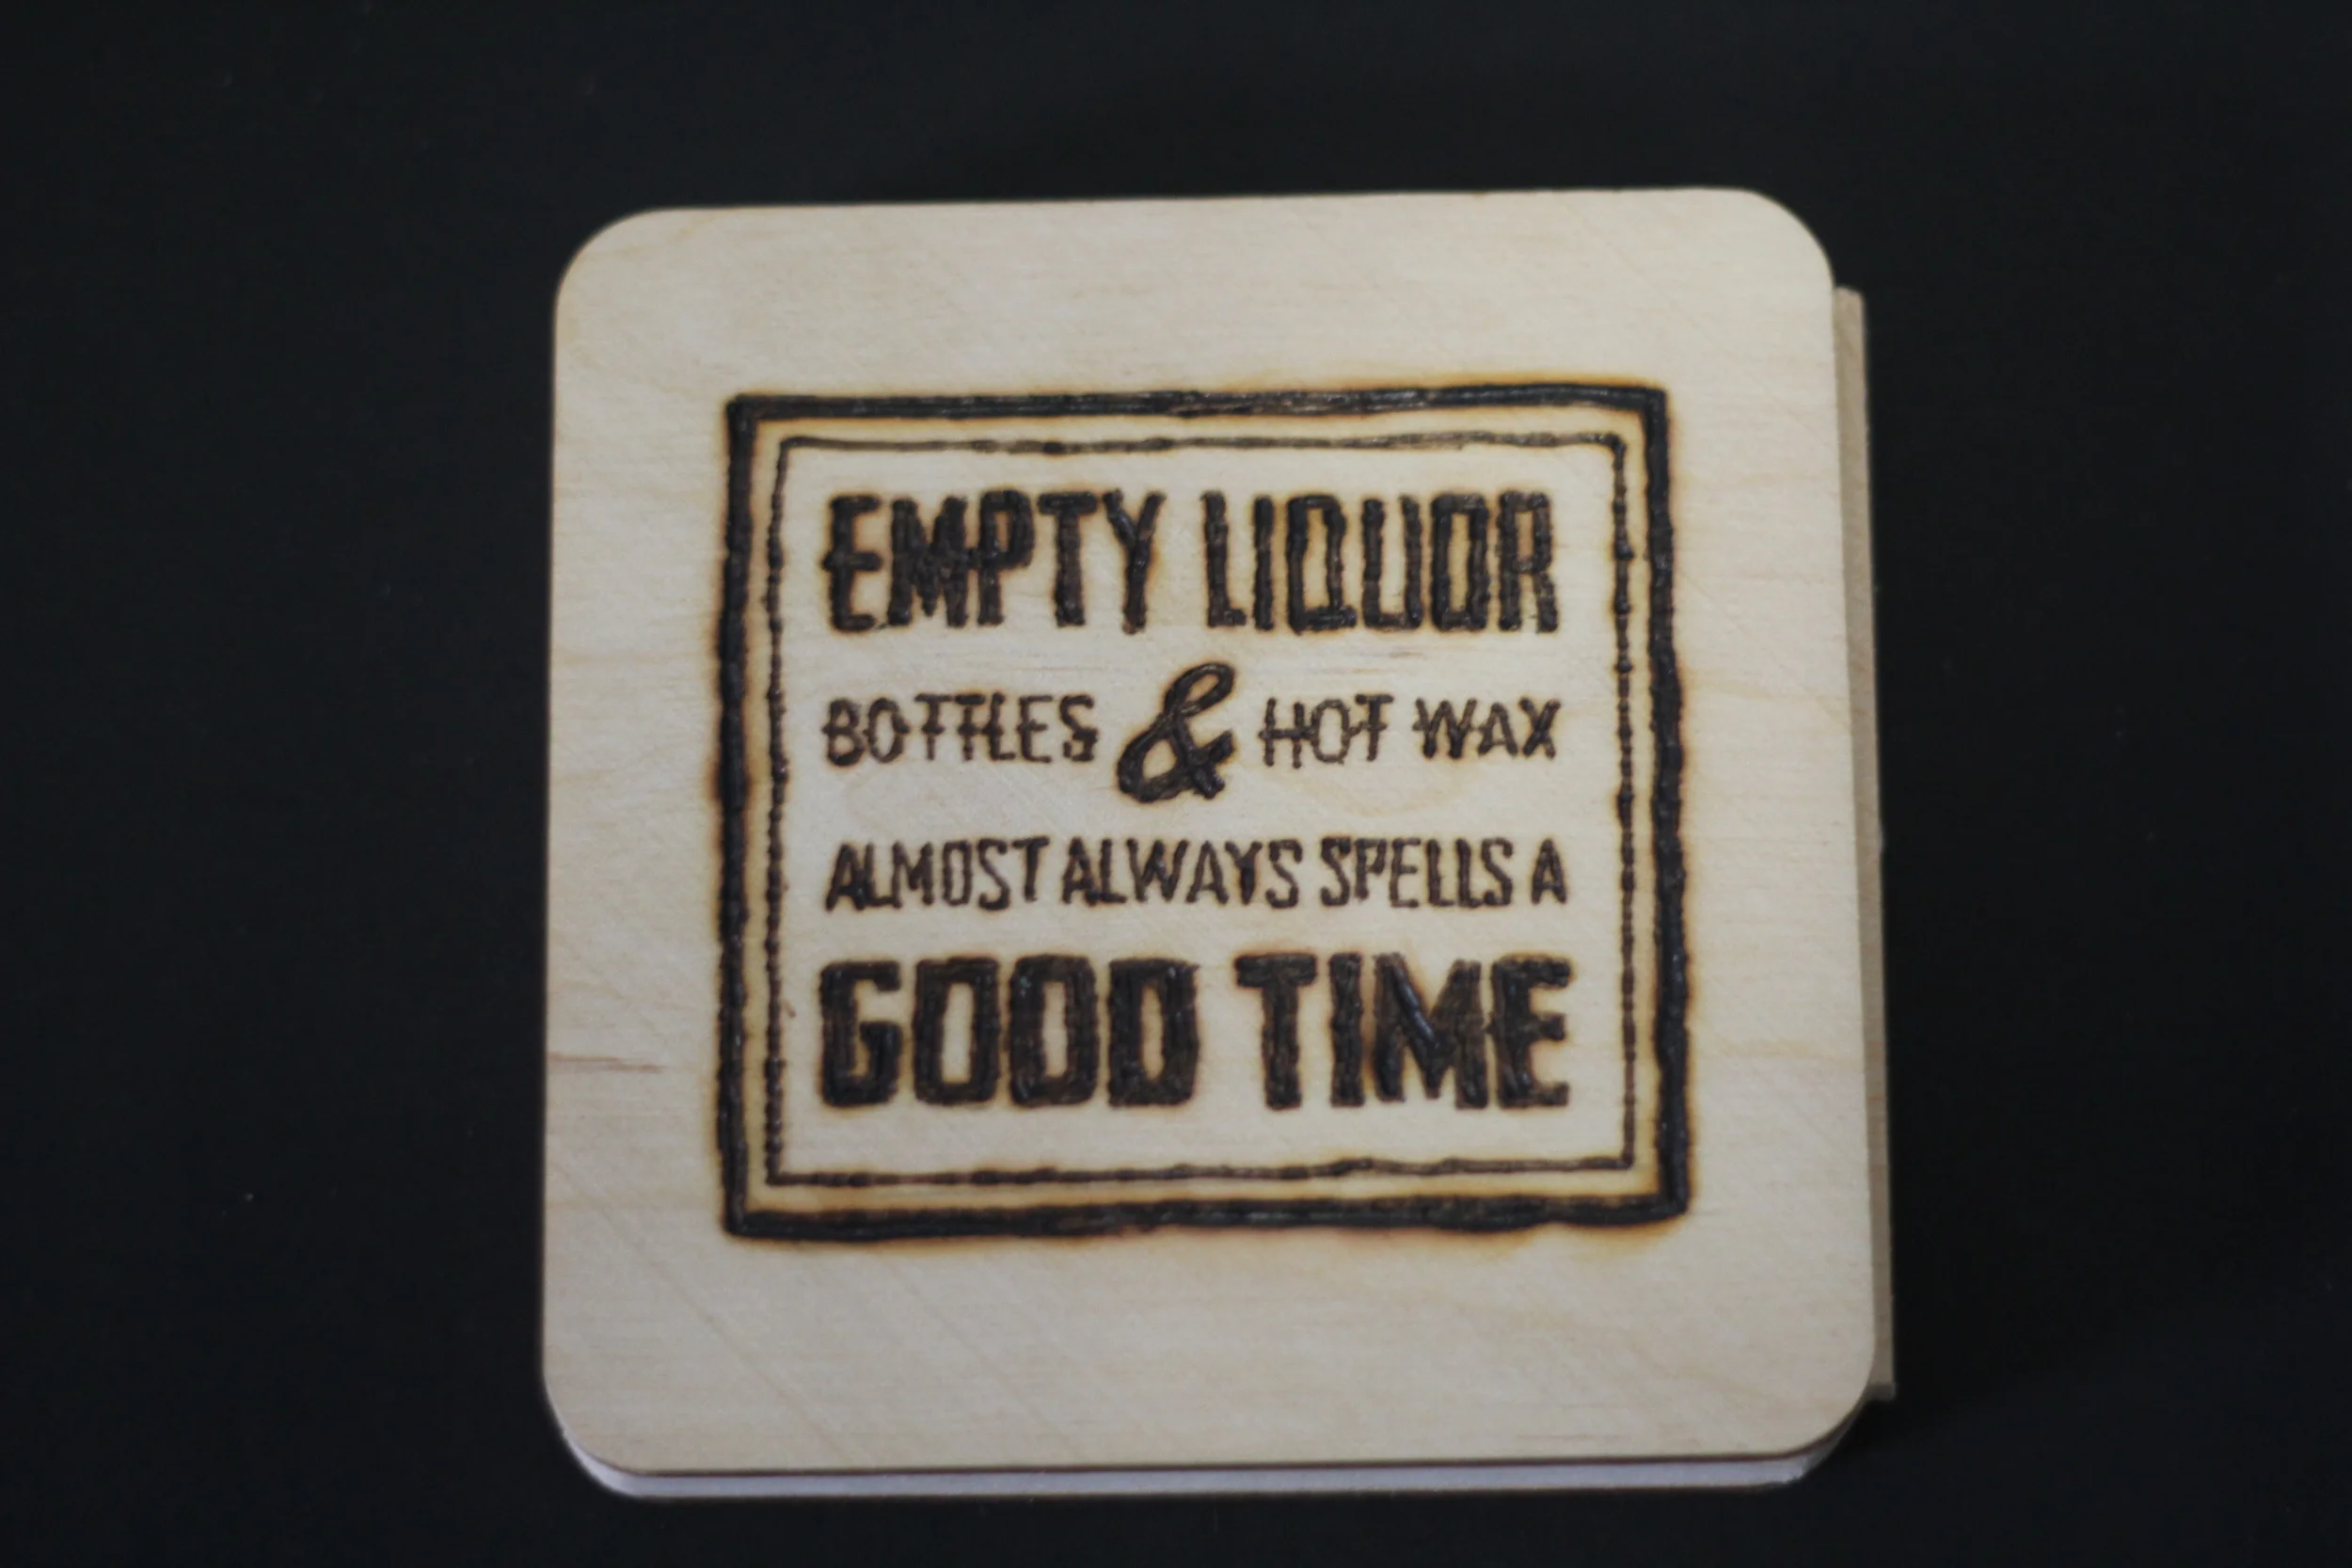 EMPTY LIQUOR
BOTTLES & HOT WAX
ALMOST ALWAYS SPELLS A
GOOD TIME